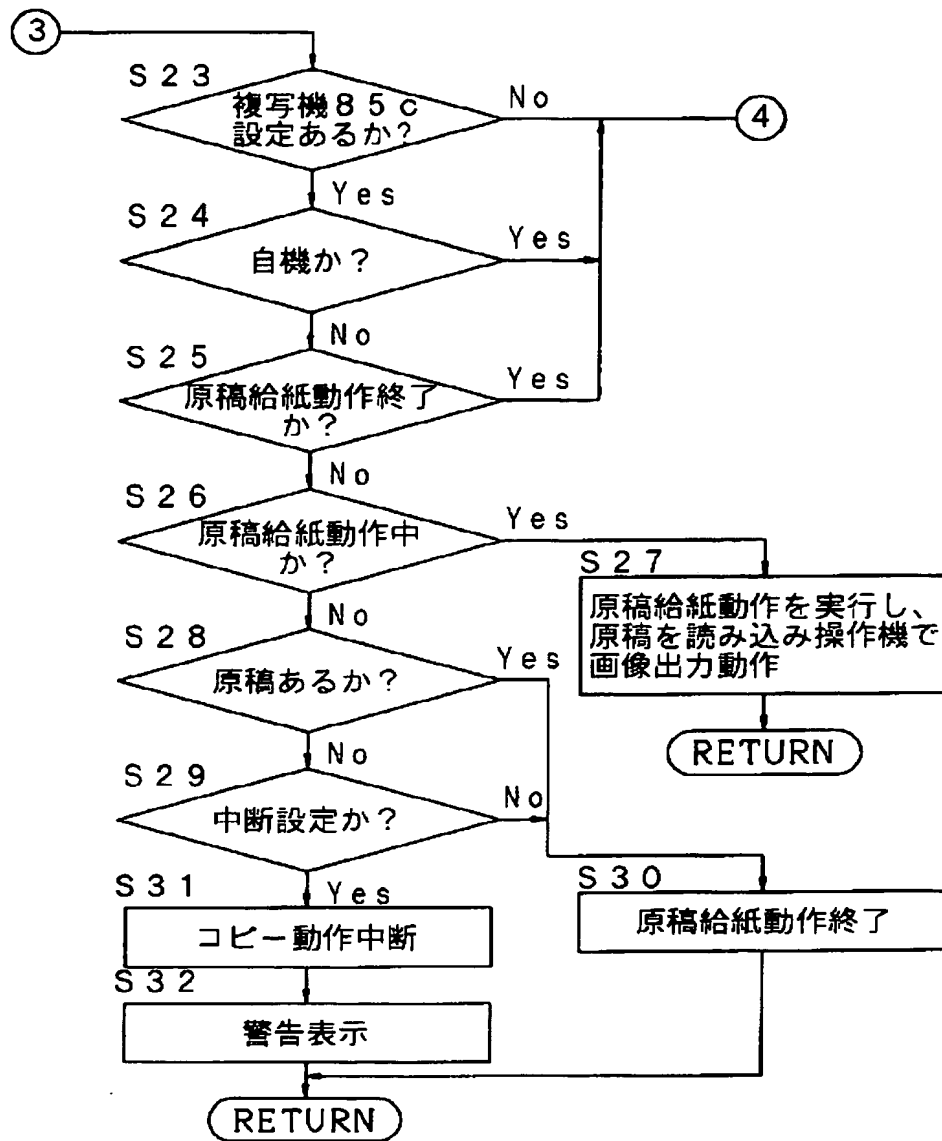 ③
S23
複写機85c
設定あるか?
No
④
Yes
S24
自機か?
Yes
No
S25
原稿給紙動作終了
か?
Yes
No
S26
原稿給紙動作中
か?
Yes
S27
原稿給紙動作を実行し、
原稿を読み込み操作機で
画像出力動作
RETURN
No
S28
原稿あるか?
Yes
No
S29
中断設定か?
No
Yes
S30
原稿給紙動作終了
S31
コピー動作中断
S32
警告表示
RETURN